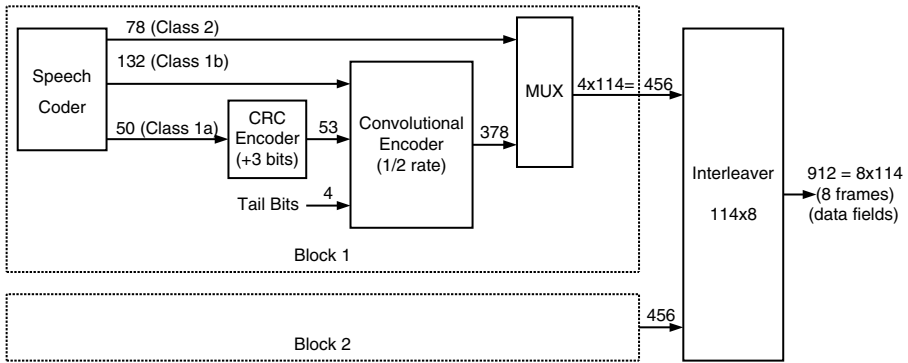 78 (Class 2)
132 (Class 1b)
Speech
Coder
50 (Class 1a)
CRC
Encoder
(+3 bits)
53
Tail Bits
4
Convolutional
Encoder
(1/2 rate)
378
MUX
4x114= 456
Block 1
Interleaver
114x8
912 = 8x114
(8 frames)
(data fields)
456
Block 2